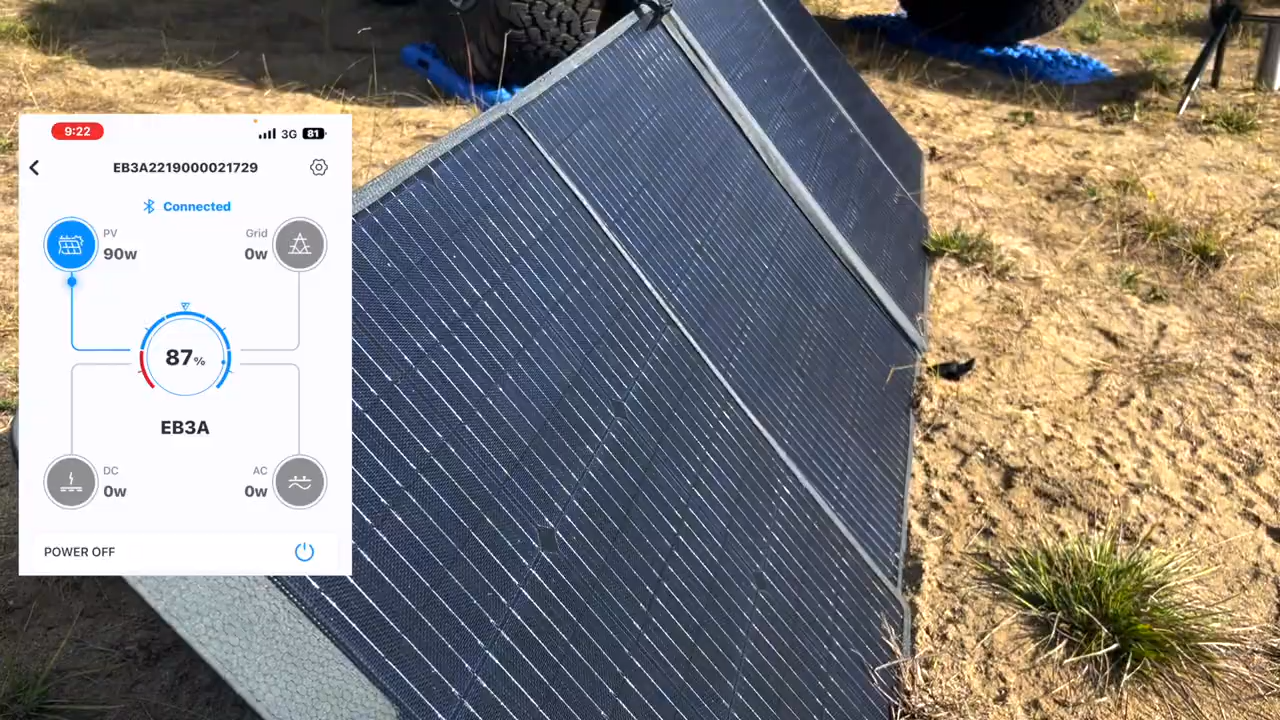 9:22
3G 81
EB3A2219000021729
Connected
PV
90w
Grid
0w
87%
EB3A
DC
0w
AC
0w
POWER OFF